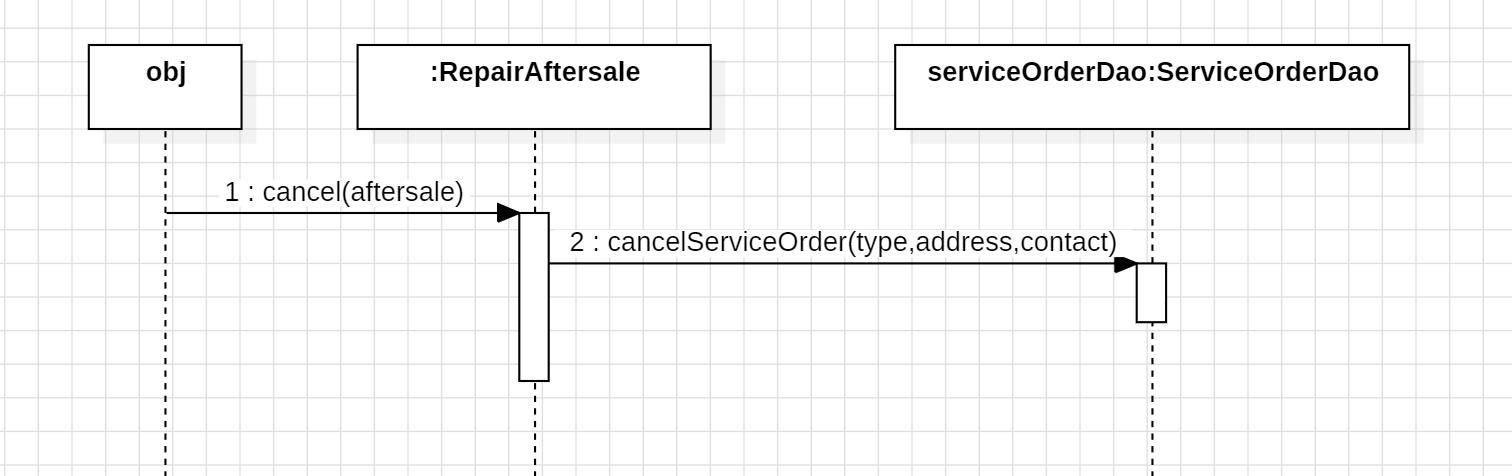 obj
:RepairAftersale
serviceOrderDao:ServiceOrderDao
1 : cancel(aftersale)
2 : cancelServiceOrder(type,address,contact)